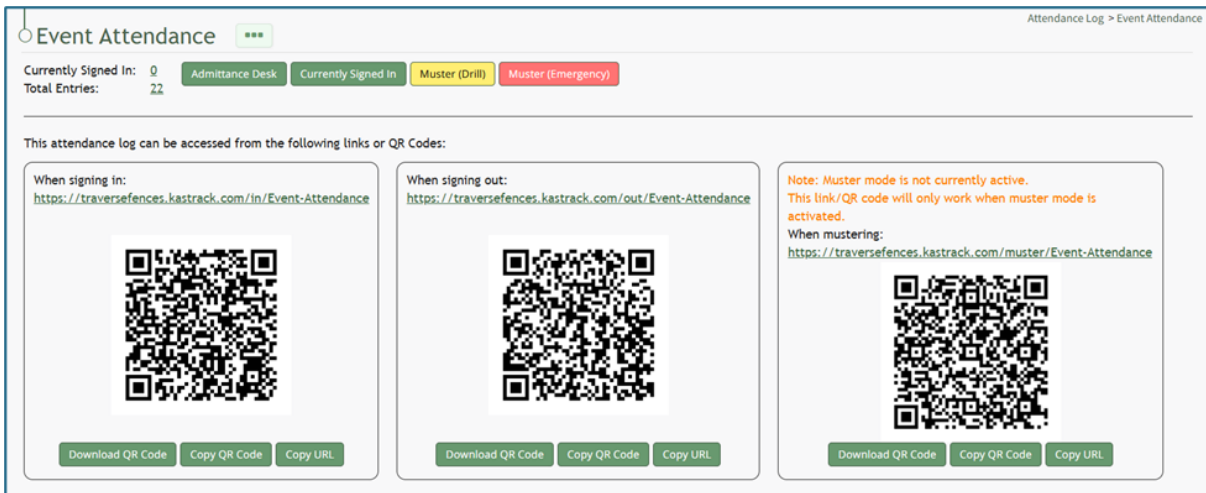 Attendance Log > Event Attendance
Event Attendance
Currently Signed In: 0
Total Entries: 22
Admittance Desk
Currently Signed In
Muster (Drill)
Muster (Emergency)
This attendance log can be accessed from the following links or QR Codes:
When signing in:
https://traversefences.kastrack.com/in/Event-Attendance
Download QR Code
Copy QR Code
Copy URL
When signing out:
https://traversefences.kastrack.com/out/Event-Attendance
Download QR Code
Copy QR Code
Copy URL
Note: Muster mode is not currently active.
This link/QR code will only work when muster mode is
activated.
When mustering:
https://traversefences.kastrack.com/muster/Event-Attendance
Download QR Code
Copy QR Code
Copy URL